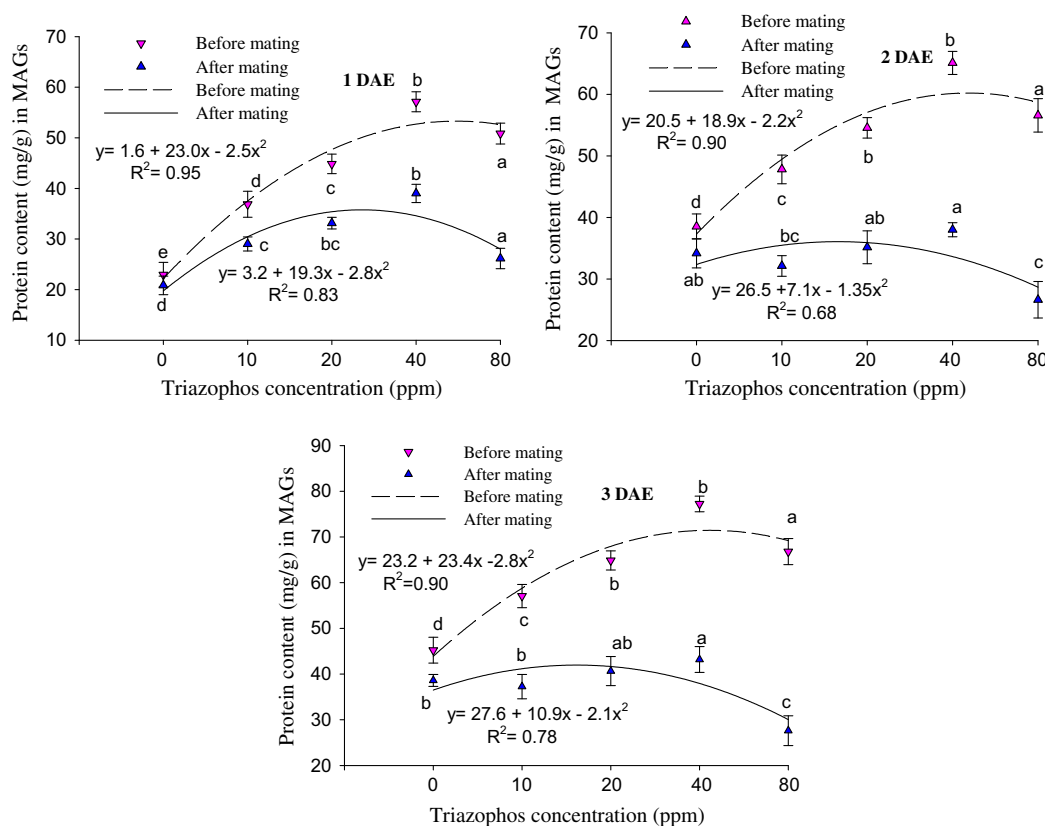 70
60
50
40
30
20
10
Protein content (mg/g) in MAGs
Before mating
After mating
Before mating
After mating
1 DAE
y= 1.6 + 23.0x - 2.5x²
R²= 0.95
y= 3.2 + 19.3x - 2.8x²
R²= 0.83
e
d
c
b
a
d
c
bc
b
a
0 10 20 40 80
Triazophos concentration (ppm)
70
60
50
40
30
20
Protein content (mg/g) in MAGs
Before mating
After mating
Before mating
After mating
2 DAE
y= 20.5 + 18.9x - 2.2x²
R²= 0.90
y= 26.5 +7.1x - 1.35x²
R²= 0.68
d
c
b
b
a
ab
bc
ab
a
c
0 10 20 40 80
Triazophos concentration (ppm)
90
80
70
60
50
40
30
20
Protein content (mg/g) in MAGs
Before mating
After mating
Before mating
After mating
3 DAE
y= 23.2 + 23.4x -2.8x²
R²=0.90
y= 27.6 + 10.9x - 2.1x²
R²= 0.78
d
c
b
b
a
b
b
ab
a
c
0 10 20 40 80
Triazophos concentration (ppm)